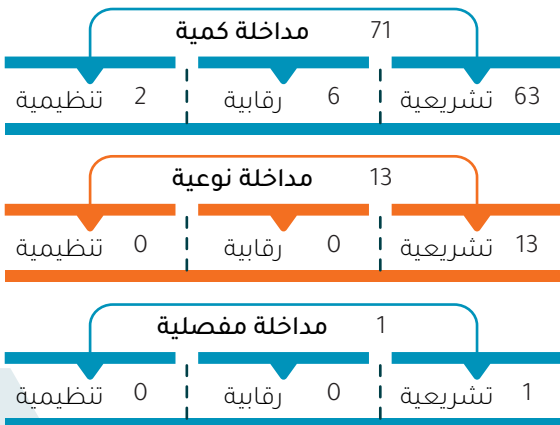 71 مداخلة كمية
63 تشريعية 6 رقابية 2 تنظيمية
13 مداخلة نوعية
13 تشريعية 0 رقابية 0 تنظيمية
1 مداخلة مفصلية
1 تشريعية 0 رقابية 0 تنظيمية